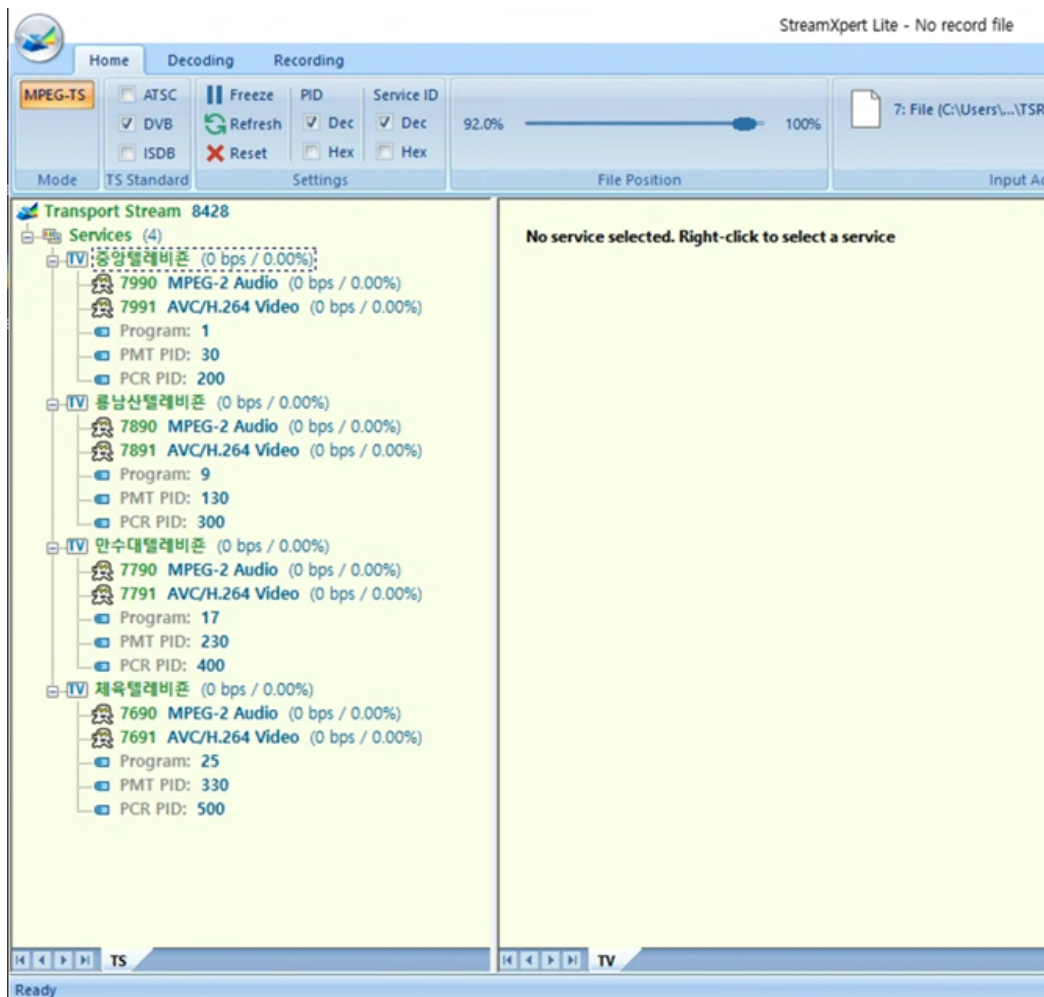 StreamXpert Lite - No record file
Home Decoding Recording
MPEG-TS
ATSC
DVB
ISDB
Freeze
Refresh
Reset
PID
Dec
Hex
Service ID
Dec
Hex
92.0% 100%
7: File (C:\Users\...\TSR
Mode TS Standard Settings File Position Input Ad
Transport Stream 8428
Services (4)
TV 중앙텔레비죤 (0 bps / 0.00%)
7990 MPEG-2 Audio (0 bps / 0.00%)
7991 AVC/H.264 Video (0 bps / 0.00%)
Program: 1
PMT PID: 30
PCR PID: 200
TV 룡남산텔레비죤 (0 bps / 0.00%)
7890 MPEG-2 Audio (0 bps / 0.00%)
7891 AVC/H.264 Video (0 bps / 0.00%)
Program: 9
PMT PID: 130
PCR PID: 300
TV 만수대텔레비죤 (0 bps / 0.00%)
7790 MPEG-2 Audio (0 bps / 0.00%)
7791 AVC/H.264 Video (0 bps / 0.00%)
Program: 17
PMT PID: 230
PCR PID: 400
TV 체육텔레비죤 (0 bps / 0.00%)
7690 MPEG-2 Audio (0 bps / 0.00%)
7691 AVC/H.264 Video (0 bps / 0.00%)
Program: 25
PMT PID: 330
PCR PID: 500
No service selected. Right-click to select a service
TS
TV
Ready